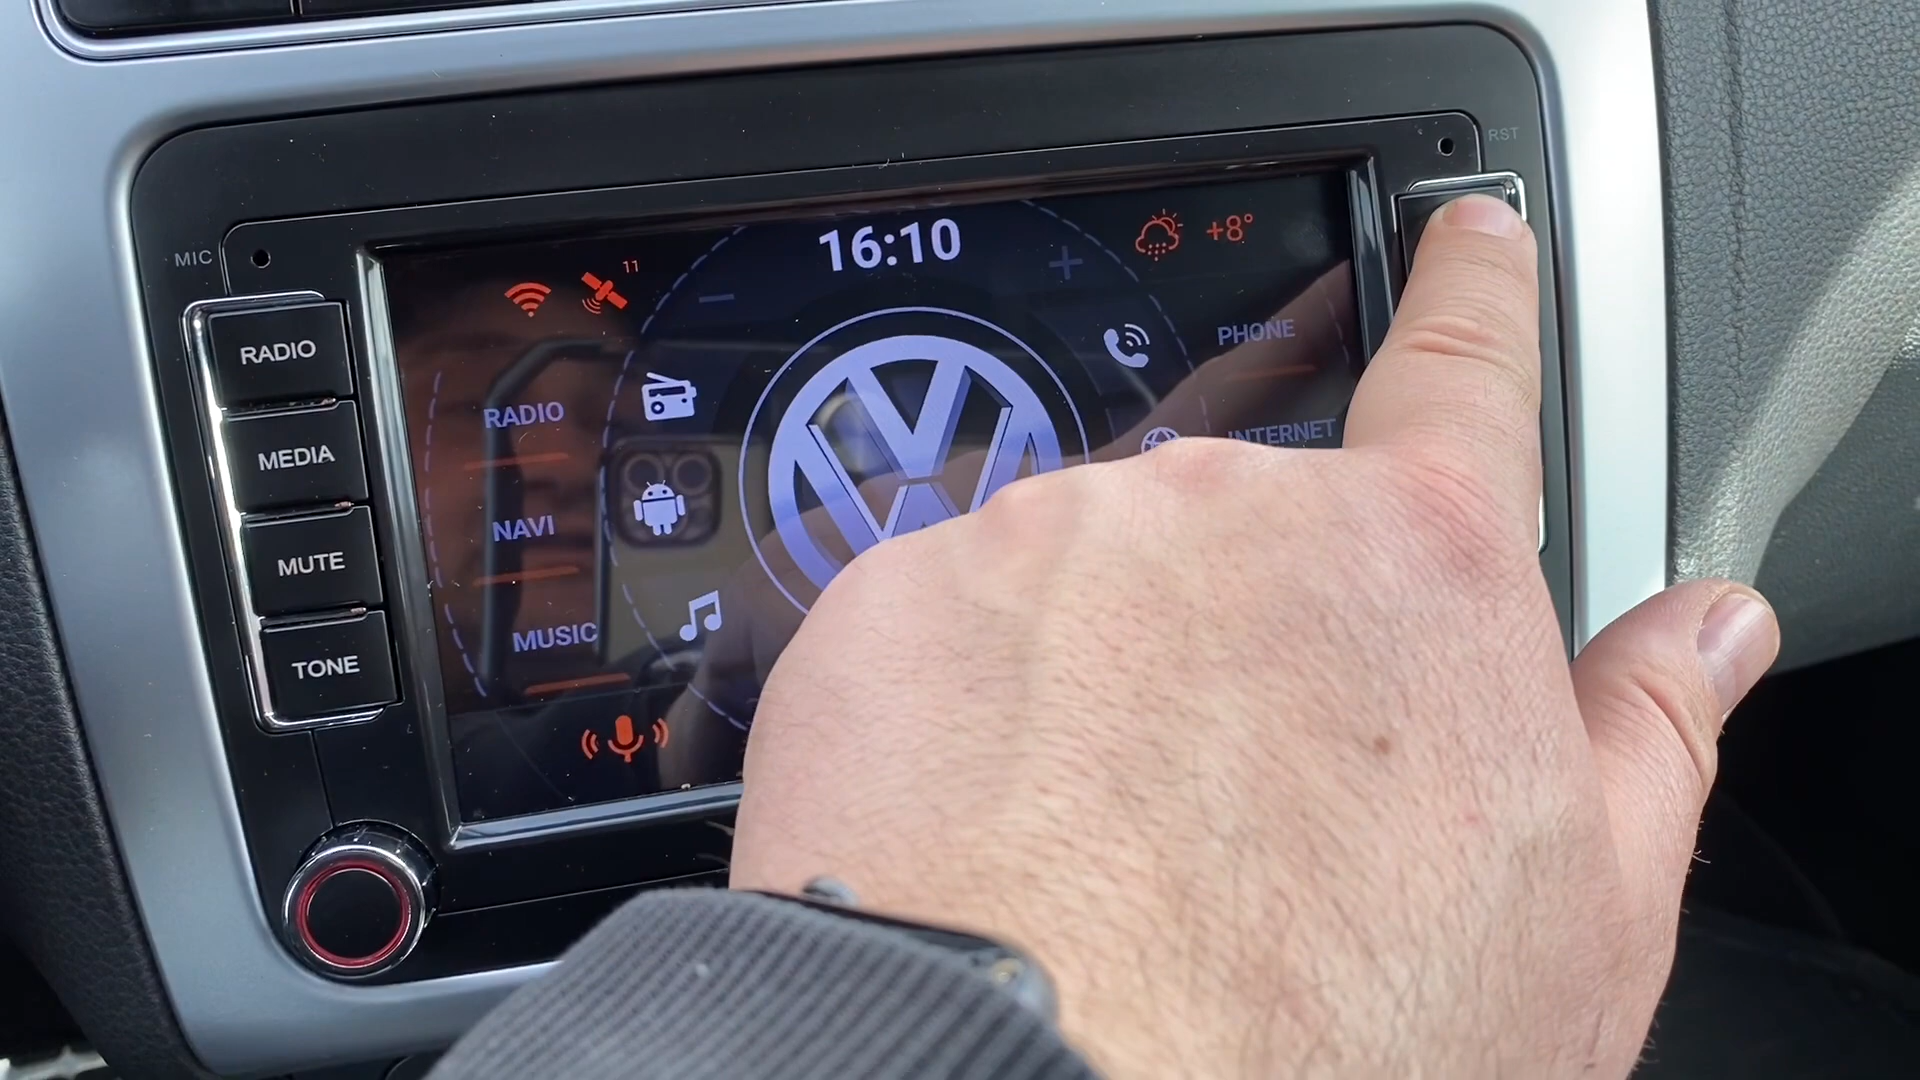 RST
MIC
16:10
+8°
11
RADIO
MEDIA
MUTE
TONE
RADIO
NAVI
MUSIC
PHONE
INTERNET